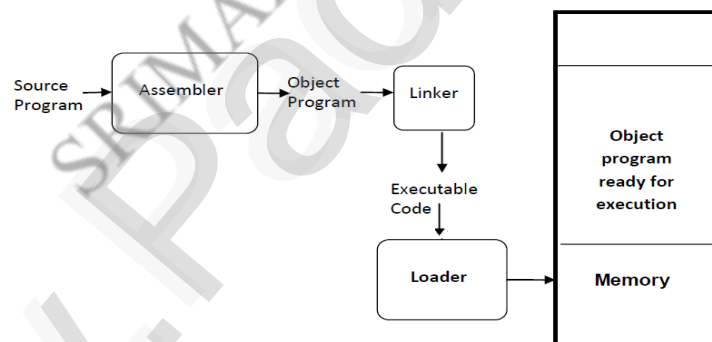 Source
Program
Assembler
Object
Program
Linker
Executable
Code
Loader
Object
program
ready for
execution
Memory